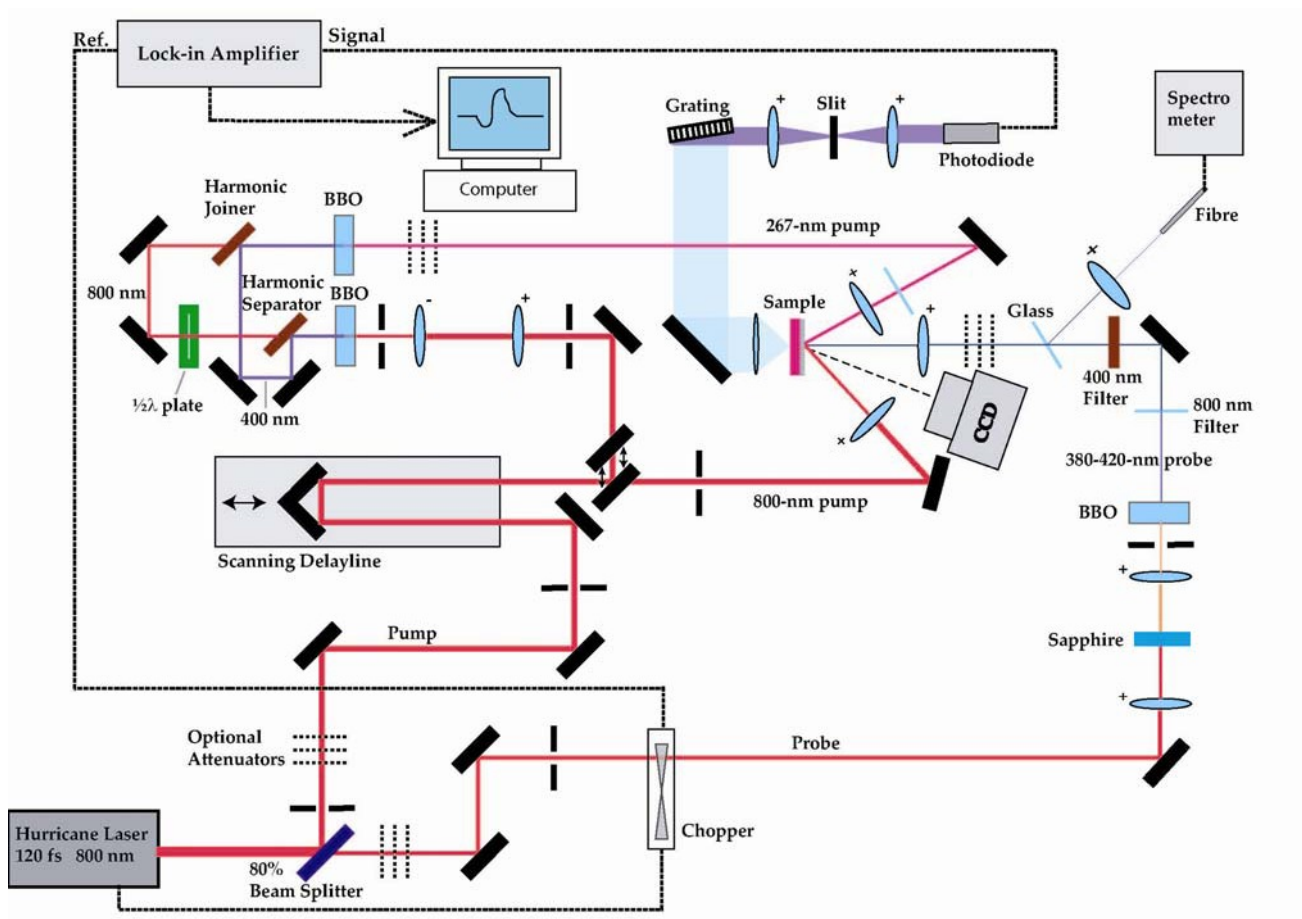 Ref.
Signal
Lock-in Amplifier
Computer
Grating
+
Slit
+
Photodiode
Spectro
meter
Fibre
Harmonic
Joiner
BBO
267-nm pump
+
800 nm
Harmonic
Separator
BBO
-
+
Sample
+
+
Glass
400 nm
Filter
800 nm
Filter
½λ plate
400 nm
CCD
+
380-420-nm probe
800-nm pump
BBO
Scanning Delayline
+
Pump
Sapphire
+
Optional
Attenuators
Probe
Chopper
Hurricane Laser
120 fs 800 nm
80%
Beam Splitter